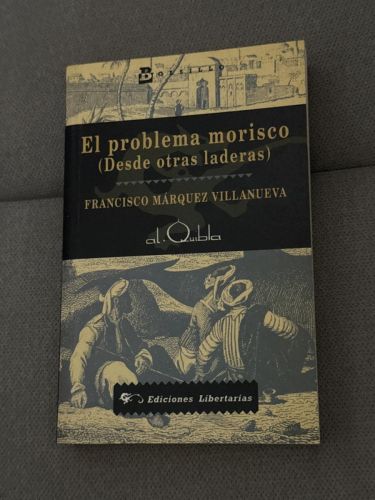 BOLSILLO
El problema morisco
(Desde otras laderas)
FRANCISCO MÁRQUEZ VILLANUEVA
al·Quibla
Ediciones Libertarias